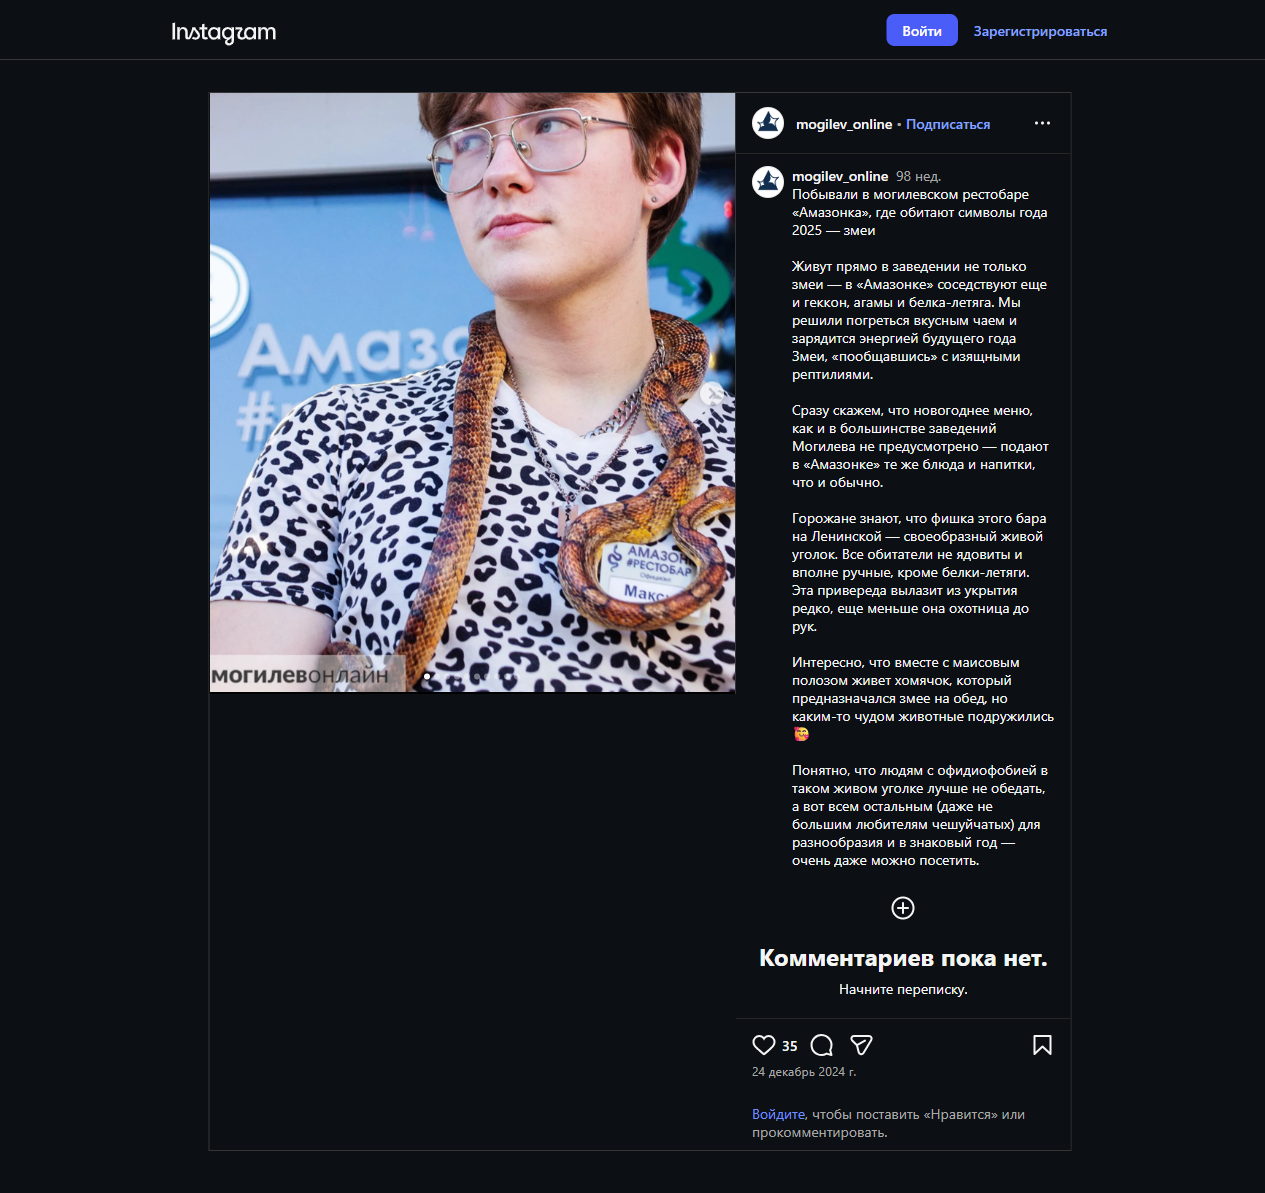 Instagram
Войти
Зарегистрироваться
Амазо
АМАЗОН
#РЕСТОБАР
Официант
Макс
могилевонлайн
mogilev_online • Подписаться
mogilev_online 98 нед.
Побывали в могилевском рестобаре
«Амазонка», где обитают символы года
2025 — змеи
Живут прямо в заведении не только
змеи — в «Амазонке» соседствуют еще
и геккон, агамы и белка-летяга. Мы
решили погреться вкусным чаем и
зарядится энергией будущего года
Змеи, «пообщавшись» с изящными
рептилиями.
Сразу скажем, что новогоднее меню,
как и в большинстве заведений
Могилева не предусмотрено — подают
в «Амазонке» те же блюда и напитки,
что и обычно.
Горожане знают, что фишка этого бара
на Ленинской — своеобразный живой
уголок. Все обитатели не ядовиты и
вполне ручные, кроме белки-летяги.
Эта привереда вылазит из укрытия
редко, еще меньше она охотница до
рук.
Интересно, что вместе с маисовым
полозом живет хомячок, который
предназначался змее на обед, но
каким-то чудом животные подружились
🥰
Понятно, что людям с офидиофобией в
таком живом уголке лучше не обедать,
а вот всем остальным (даже не
большим любителям чешуйчатых) для
разнообразия и в знаковый год —
очень даже можно посетить.
Комментариев пока нет.
Начните переписку.
35
24 декабрь 2024 г.
Войдите, чтобы поставить «Нравится» или
прокомментировать.